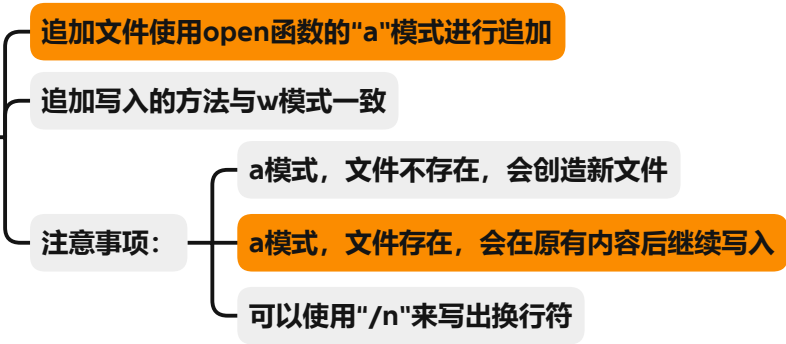 追加文件使用open函数的“a"模式进行追加
追加写入的方法与w模式一致
注意事项：
a模式，文件不存在，会创造新文件
a模式，文件存在，会在原有内容后继续写入
可以使用“/n"来写出换行符